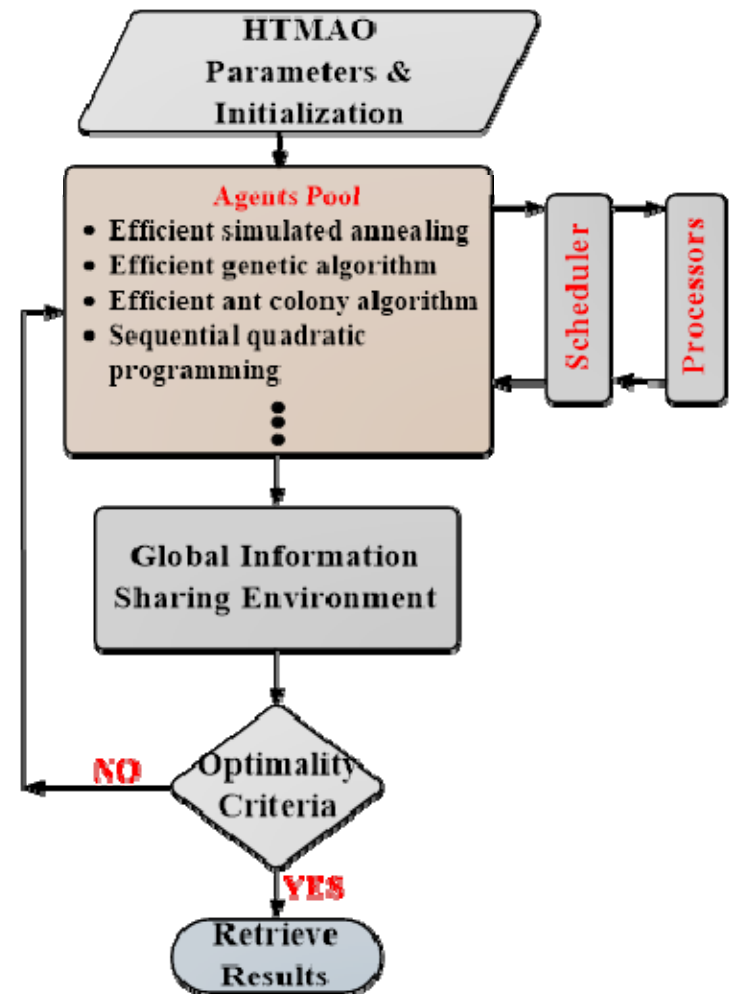 HTMAO
Parameters &
Initialization
Agents Pool
• Efficient simulated annealing
• Efficient genetic algorithm
• Efficient ant colony algorithm
• Sequential quadratic
programming
Scheduler
Processors
Global Information
Sharing Environment
NO
Optimality
Criteria
YES
Retrieve
Results